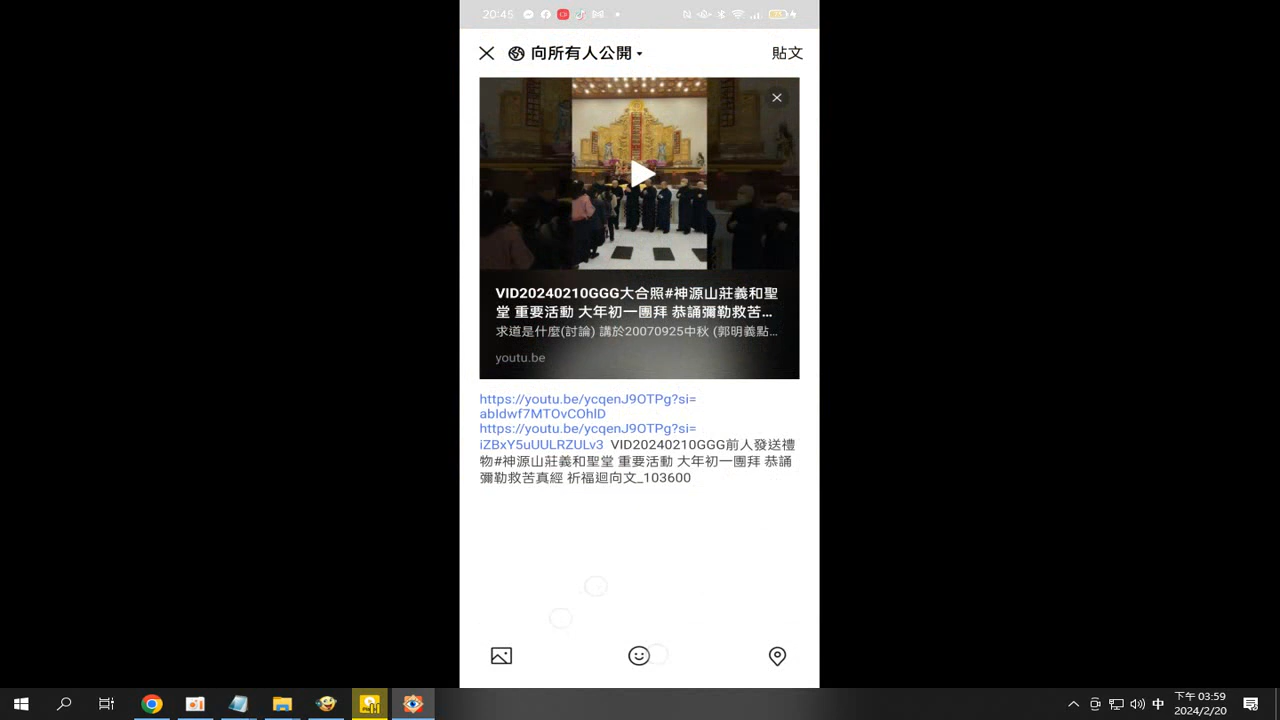 20:45
向所有人公開
貼文
VID20240210GGG大合照#神源山莊義和聖
堂 重要活動 大年初一團拜 恭誦彌勒救苦...
求道是什麼(討論) 講於20070925中秋 (郭明義點...
youtu.be
https://youtu.be/ycqenJ9OTPg?si=
abIdwf7MTOvCOhlD
https://youtu.be/ycqenJ9OTPg?si=
iZBxY5uUULRZULv3 VID20240210GGG前人發送禮
物#神源山莊義和聖堂 重要活動 大年初一團拜 恭誦
彌勒救苦真經 祈福迴向文_103600
中
下午 03:59
2024/2/20